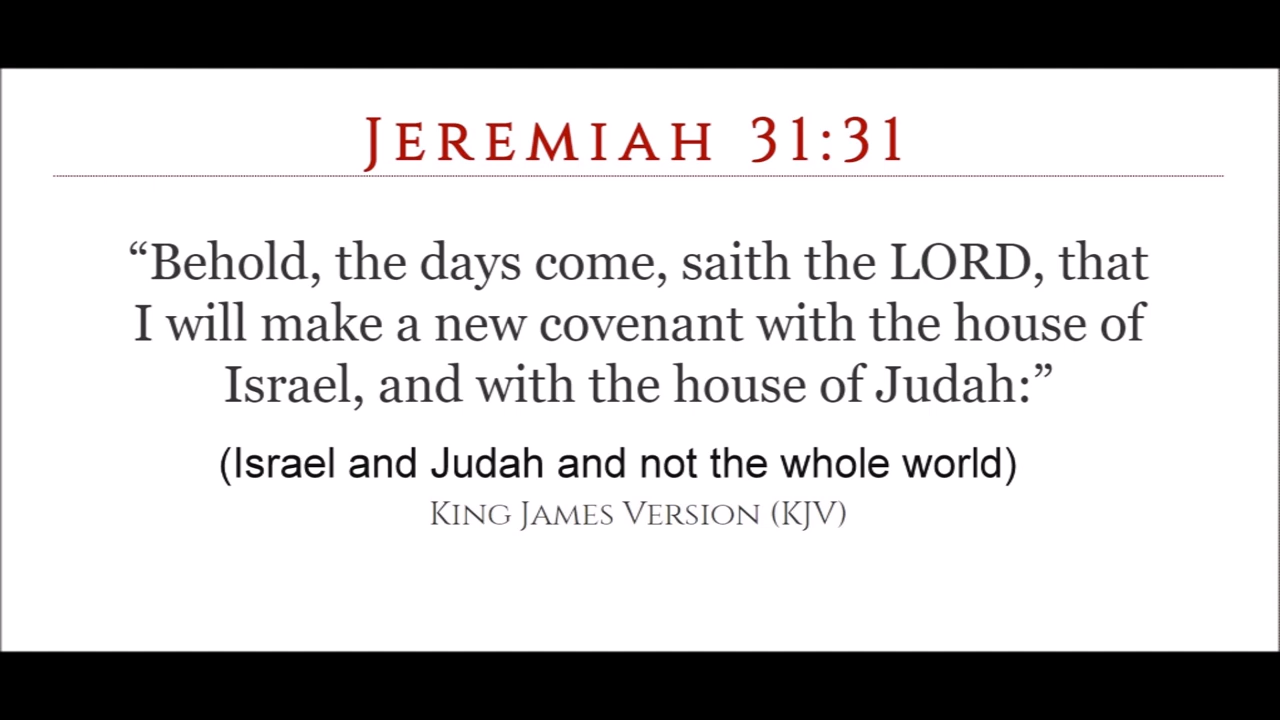 JEREMIAH 31:31
“Behold, the days come, saith the LORD, that
I will make a new covenant with the house of
Israel, and with the house of Judah:”
(Israel and Judah and not the whole world)
KING JAMES VERSION (KJV)